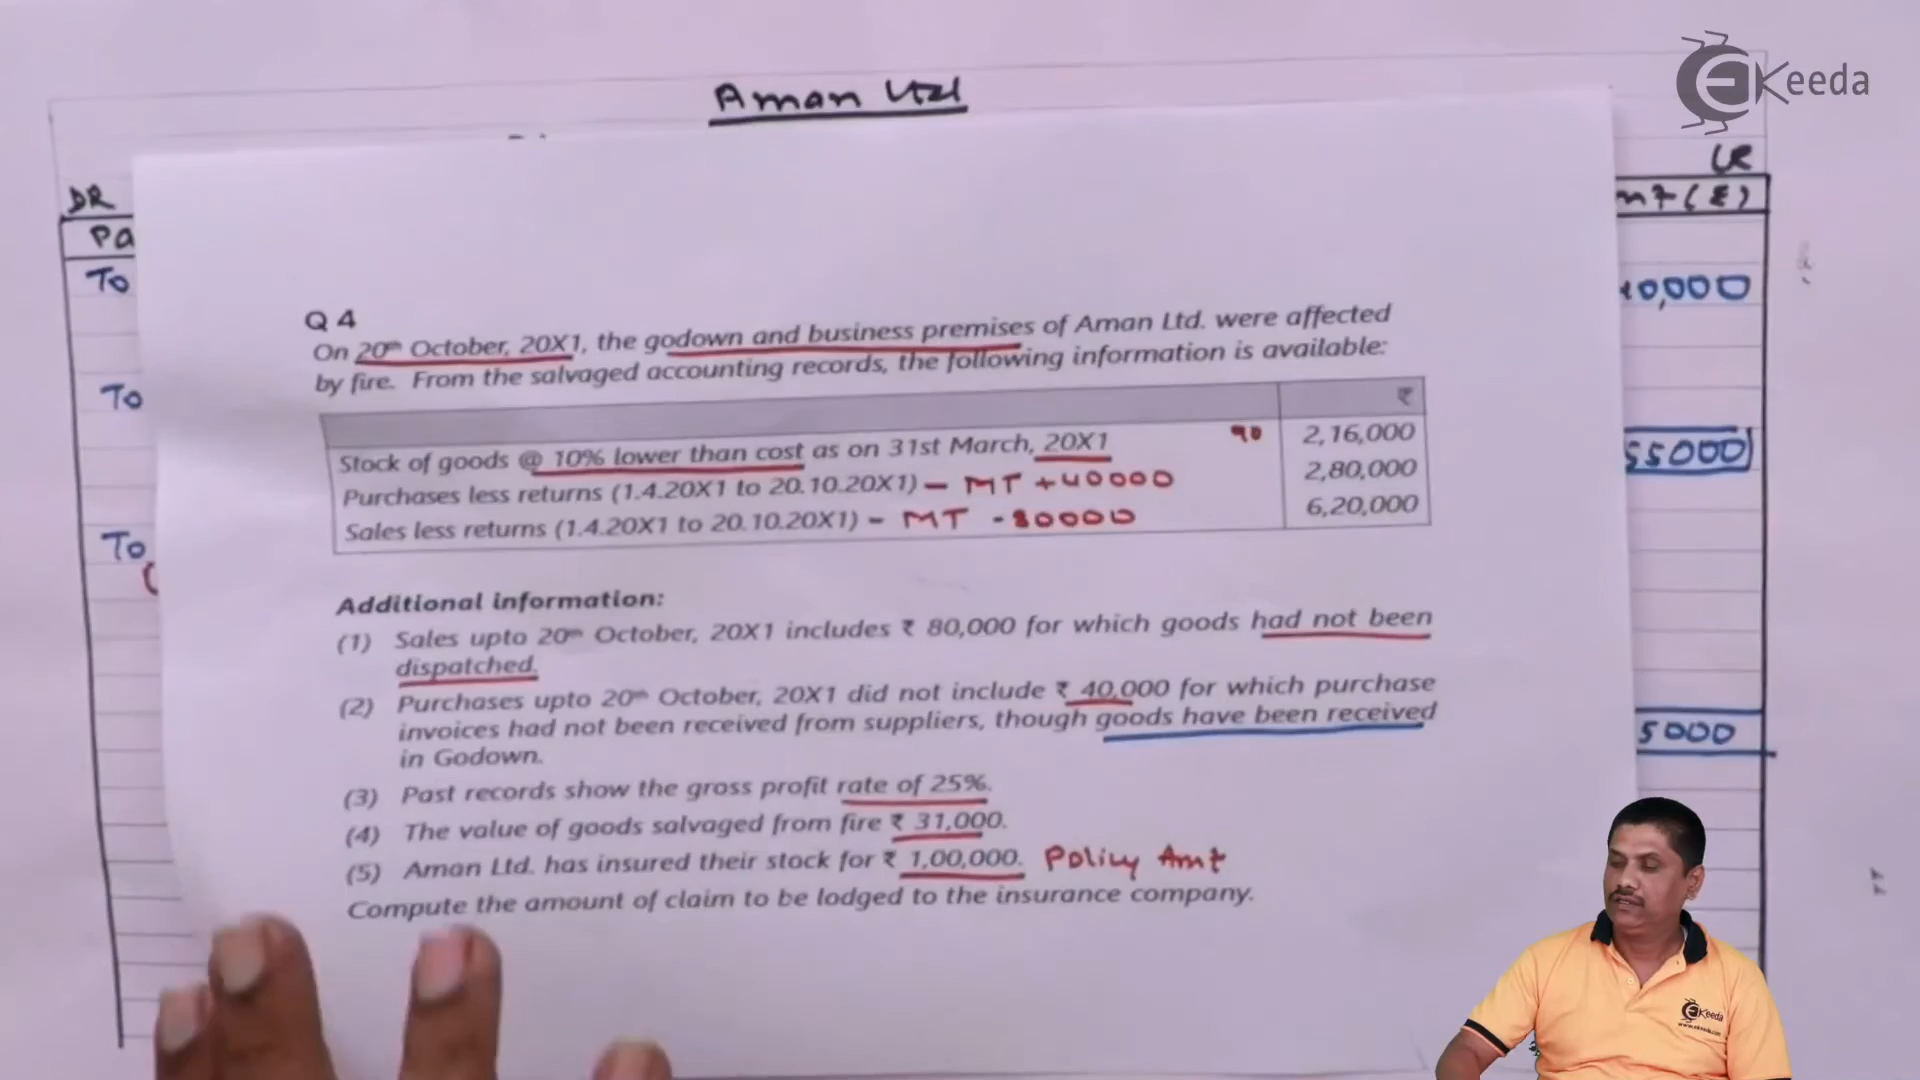 Aman Ltd
EKeeda
DR
CR
Pa
mt (₹)
To
40,000
To
55000
To
5000
Q 4
On 20th October, 20X1, the godown and business premises of Aman Ltd. were affected
by fire. From the salvaged accounting records, the following information is available:
₹
Stock of goods @ 10% lower than cost as on 31st March, 20X1 90 2,16,000
Purchases less returns (1.4.20X1 to 20.10.20X1) – MT +40000 2,80,000
Sales less returns (1.4.20X1 to 20.10.20X1) – MT -80000 6,20,000
Additional information:
(1) Sales upto 20th October, 20X1 includes ₹ 80,000 for which goods had not been
dispatched.
(2) Purchases upto 20th October, 20X1 did not include ₹ 40,000 for which purchase
invoices had not been received from suppliers, though goods have been received
in Godown.
(3) Past records show the gross profit rate of 25%.
(4) The value of goods salvaged from fire ₹ 31,000.
(5) Aman Ltd. has insured their stock for ₹ 1,00,000. Policy Amt
Compute the amount of claim to be lodged to the insurance company.
EKeeda
www.ekeeda.com